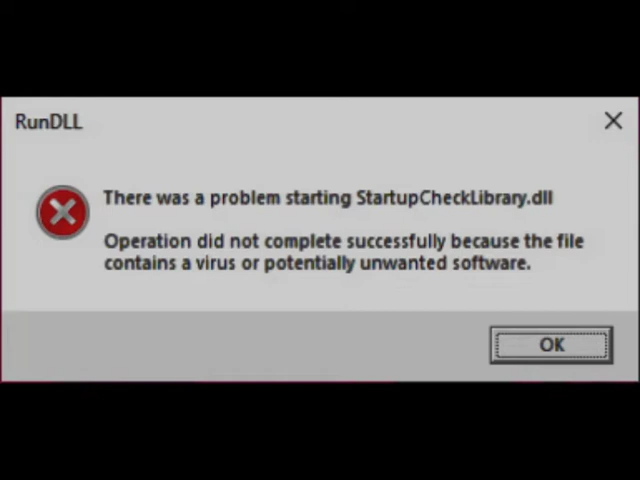 RunDLL
There was a problem starting StartupCheckLibrary.dll
Operation did not complete successfully because the file
contains a virus or potentially unwanted software.
OK